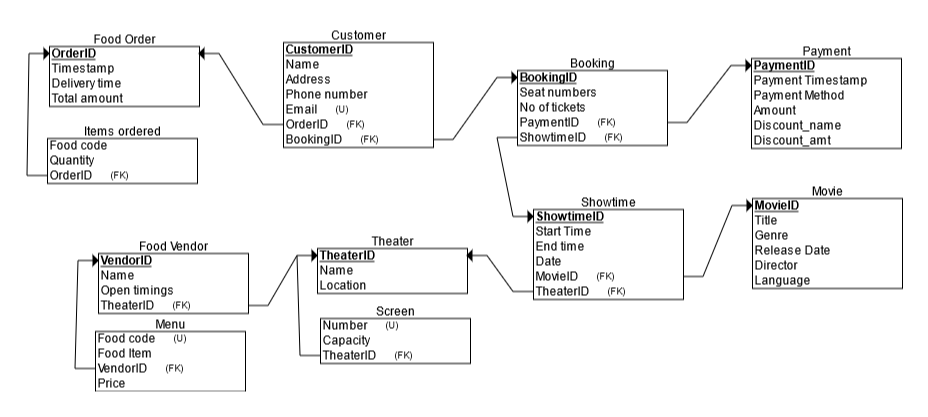 Food Order
OrderID
Timestamp
Delivery time
Total amount
Items ordered
Food code
Quantity
OrderID (FK)
Customer
CustomerID
Name
Address
Phone number
Email (U)
OrderID (FK)
BookingID (FK)
Booking
BookingID
Seat numbers
No of tickets
PaymentID (FK)
ShowtimeID (FK)
Payment
PaymentID
Payment Timestamp
Payment Method
Amount
Discount_name
Discount_amt
Food Vendor
VendorID
Name
Open timings
TheaterID (FK)
Menu
Food code (U)
Food Item
VendorID (FK)
Price
Theater
TheaterID
Name
Location
Screen
Number (U)
Capacity
TheaterID (FK)
Showtime
ShowtimeID
Start Time
End time
Date
MovieID (FK)
TheaterID (FK)
Movie
MovieID
Title
Genre
Release Date
Director
Language